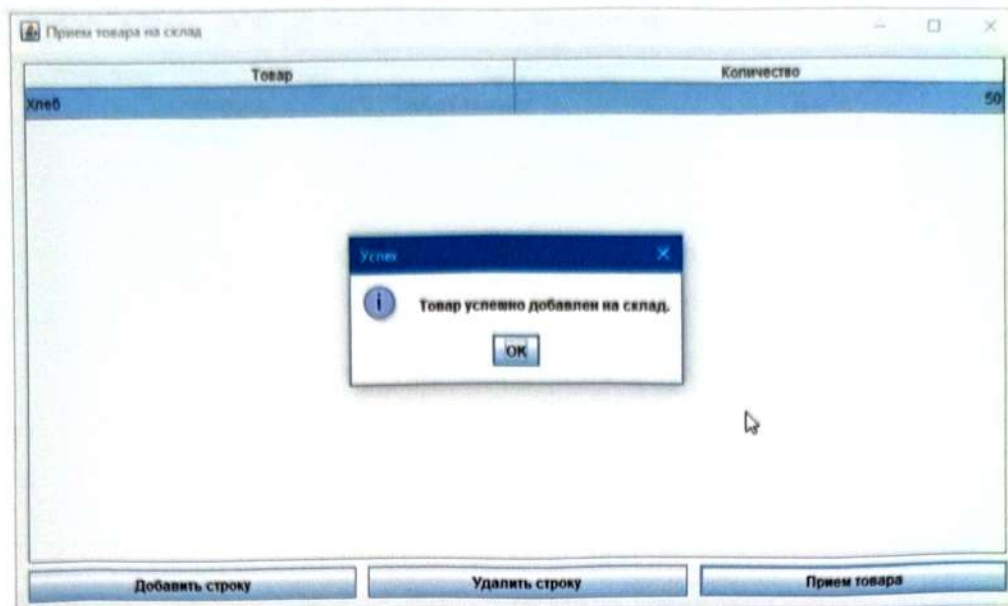 Прием товара на склад
Товар Количество
Хлеб 50
Успех
Товар успешно добавлен на склад.
OK
Добавить строку Удалить строку Прием товара